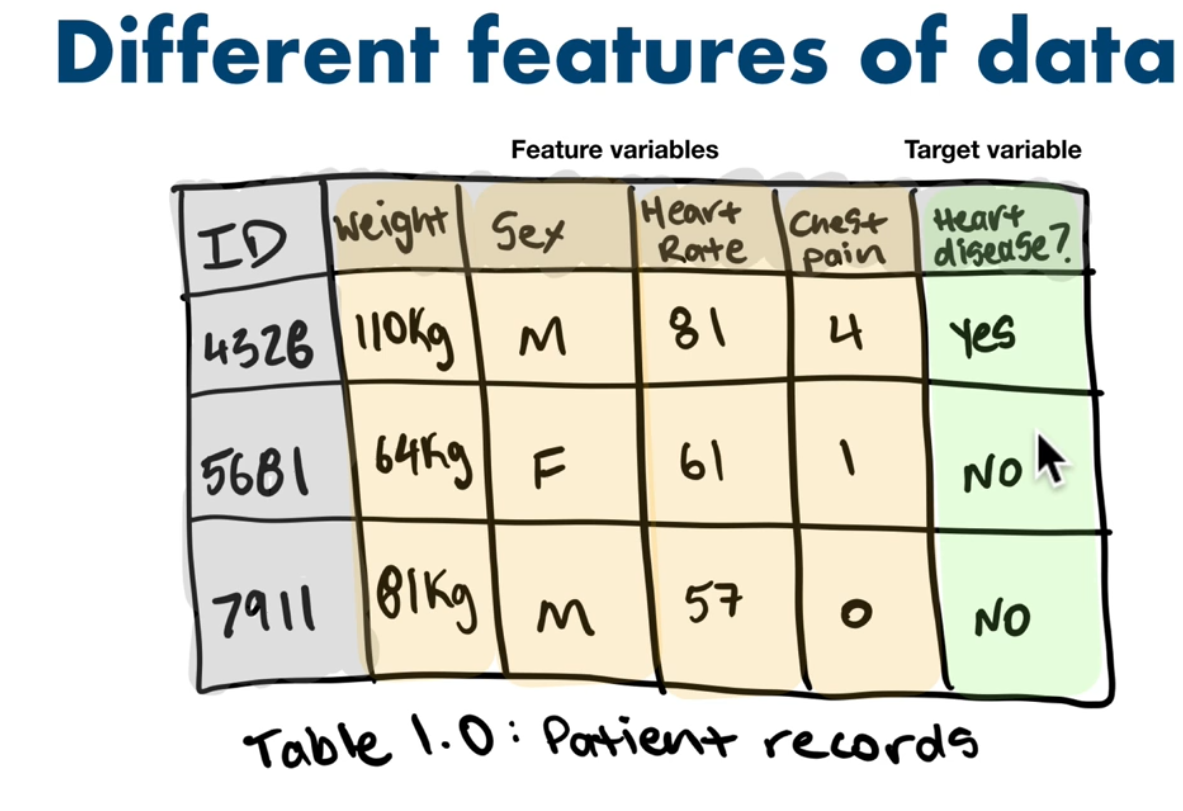 Different features of data
Feature variables Target variable
ID Weight Sex Heart Rate Chest pain Heart disease?
4328 110Kg M 81 4 Yes
5681 64Kg F 61 1 NO
7911 81Kg M 57 0 NO
Table 1.0: Patient records